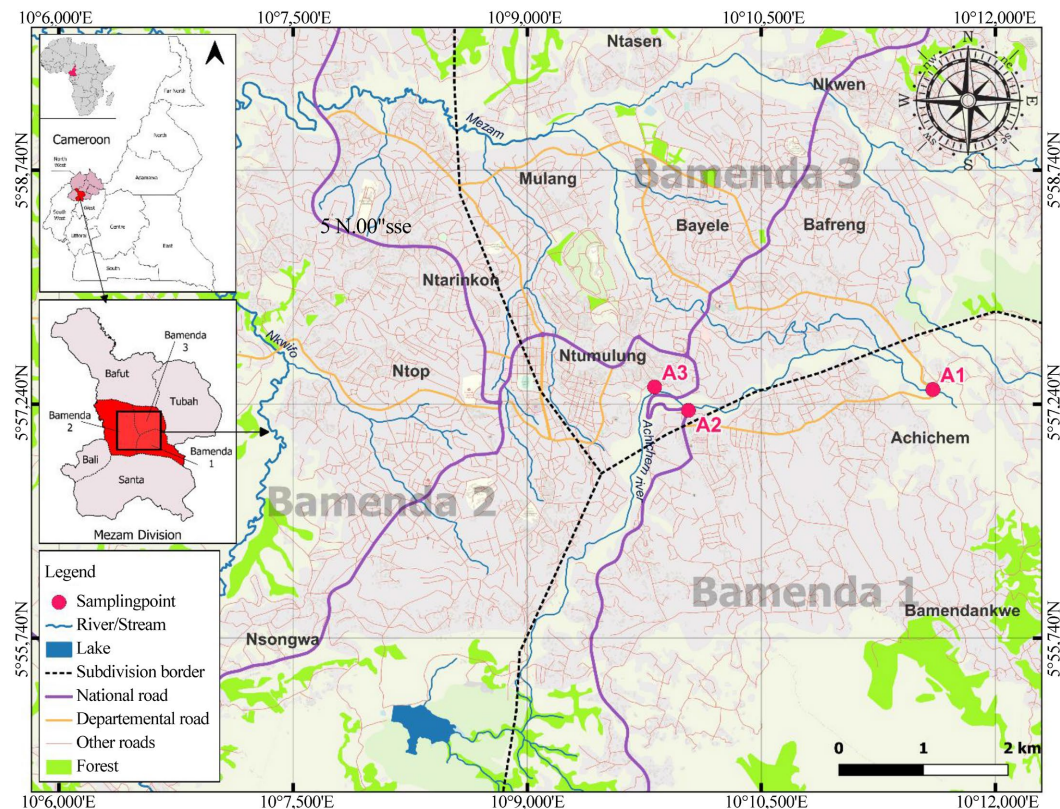 10°6,000'E
10°7,500'E
10°9,000'E
10°10,500'E
10°12,000'E
5°58.740'N
5°57.240'N
5°55.740'N
5°58.740'N
5°57.240'N
5°55.740'N
Cameroon
Far North
North
North
West
Adamawa
South
West
West
Littoral
Centre
East
South
Bamenda
3
Bafut
Tubah
Bamenda
2
Bali
Bamenda
1
Santa
Mezam Division
Legend
Samplingpoint
River/Stream
Lake
Subdivision border
National road
Departemental road
Other roads
Forest
Ntasen
N
nw
ne
W
E
sw
se
S
Nkwen
Mezam
Mulang
Bamenda 3
5 N.00"sse
Bayele
Bafreng
Ntarinkon
Nkwifo
Ntumulung
Ntop
A3
A1
A2
Achichem
Achichem river
Bamenda 2
Bamenda 1
Bamendankwe
Nsongwa
0
1
2 km
10°6,000'E
10°7,500'E
10°9,000'E
10°10,500'E
10°12,000'E